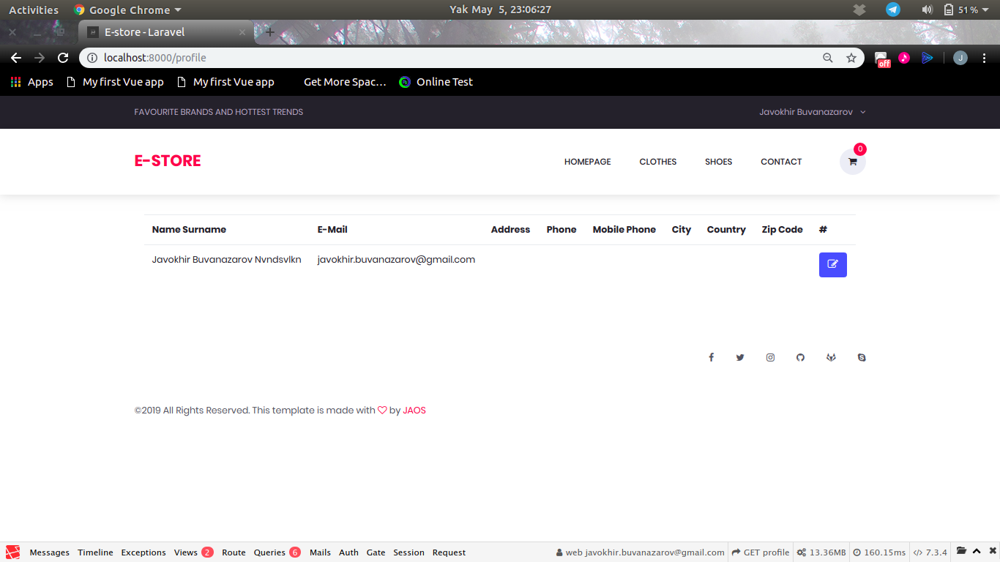 Activities Google Chrome Yak May 5, 23:06:27 51%
E-store - Laravel
localhost:8000/profile off J
Apps My first Vue app My first Vue app Get More Spac... Online Test
FAVOURITE BRANDS AND HOTTEST TRENDS Javokhir Buvanazarov
E-STORE HOMEPAGE CLOTHES SHOES CONTACT 0
Name Surname E-Mail Address Phone Mobile Phone City Country Zip Code #
Javokhir Buvanazarov Nvndsvlkn javokhir.buvanazarov@gmail.com
©2019 All Rights Reserved. This template is made with by JAOS
Messages Timeline Exceptions Views 2 Route Queries 6 Mails Auth Gate Session Request web javokhir.buvanazarov@gmail.com GET profile 13.36MB 160.15ms 7.3.4